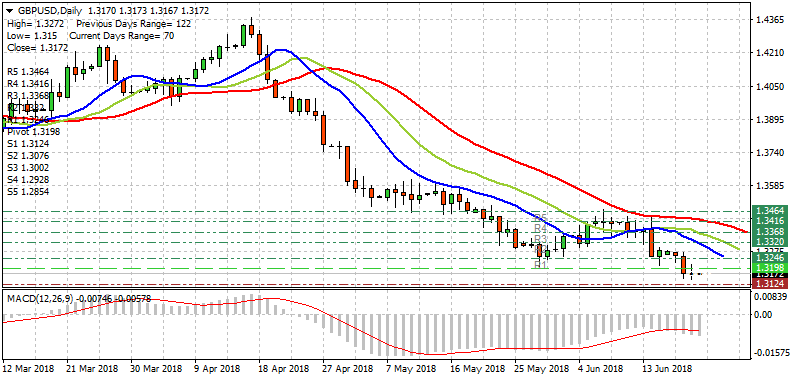 GBPUSD,Daily 1.3170 1.3173 1.3167 1.3172
High= 1.3272 Previous Days Range= 122
Low= 1.315 Current Days Range= 70
Close= 1.3172
R5 1.3464
R4 1.3416
R3 1.3368
Pivot 1.3198
S1 1.3124
S2 1.3076
S3 1.3002
S4 1.2928
S5 1.2854
R4
R3
R1
1.4365
1.4210
1.4050
1.3895
1.3740
1.3585
1.3464
1.3416
1.3368
1.3320
1.3246
1.3198
1.3172
1.3124
MACD(12,26,9) -0.00746 -0.00578
0.00839
0.00
-0.01575
12 Mar 2018
21 Mar 2018
30 Mar 2018
9 Apr 2018
18 Apr 2018
27 Apr 2018
7 May 2018
16 May 2018
25 May 2018
4 Jun 2018
13 Jun 2018